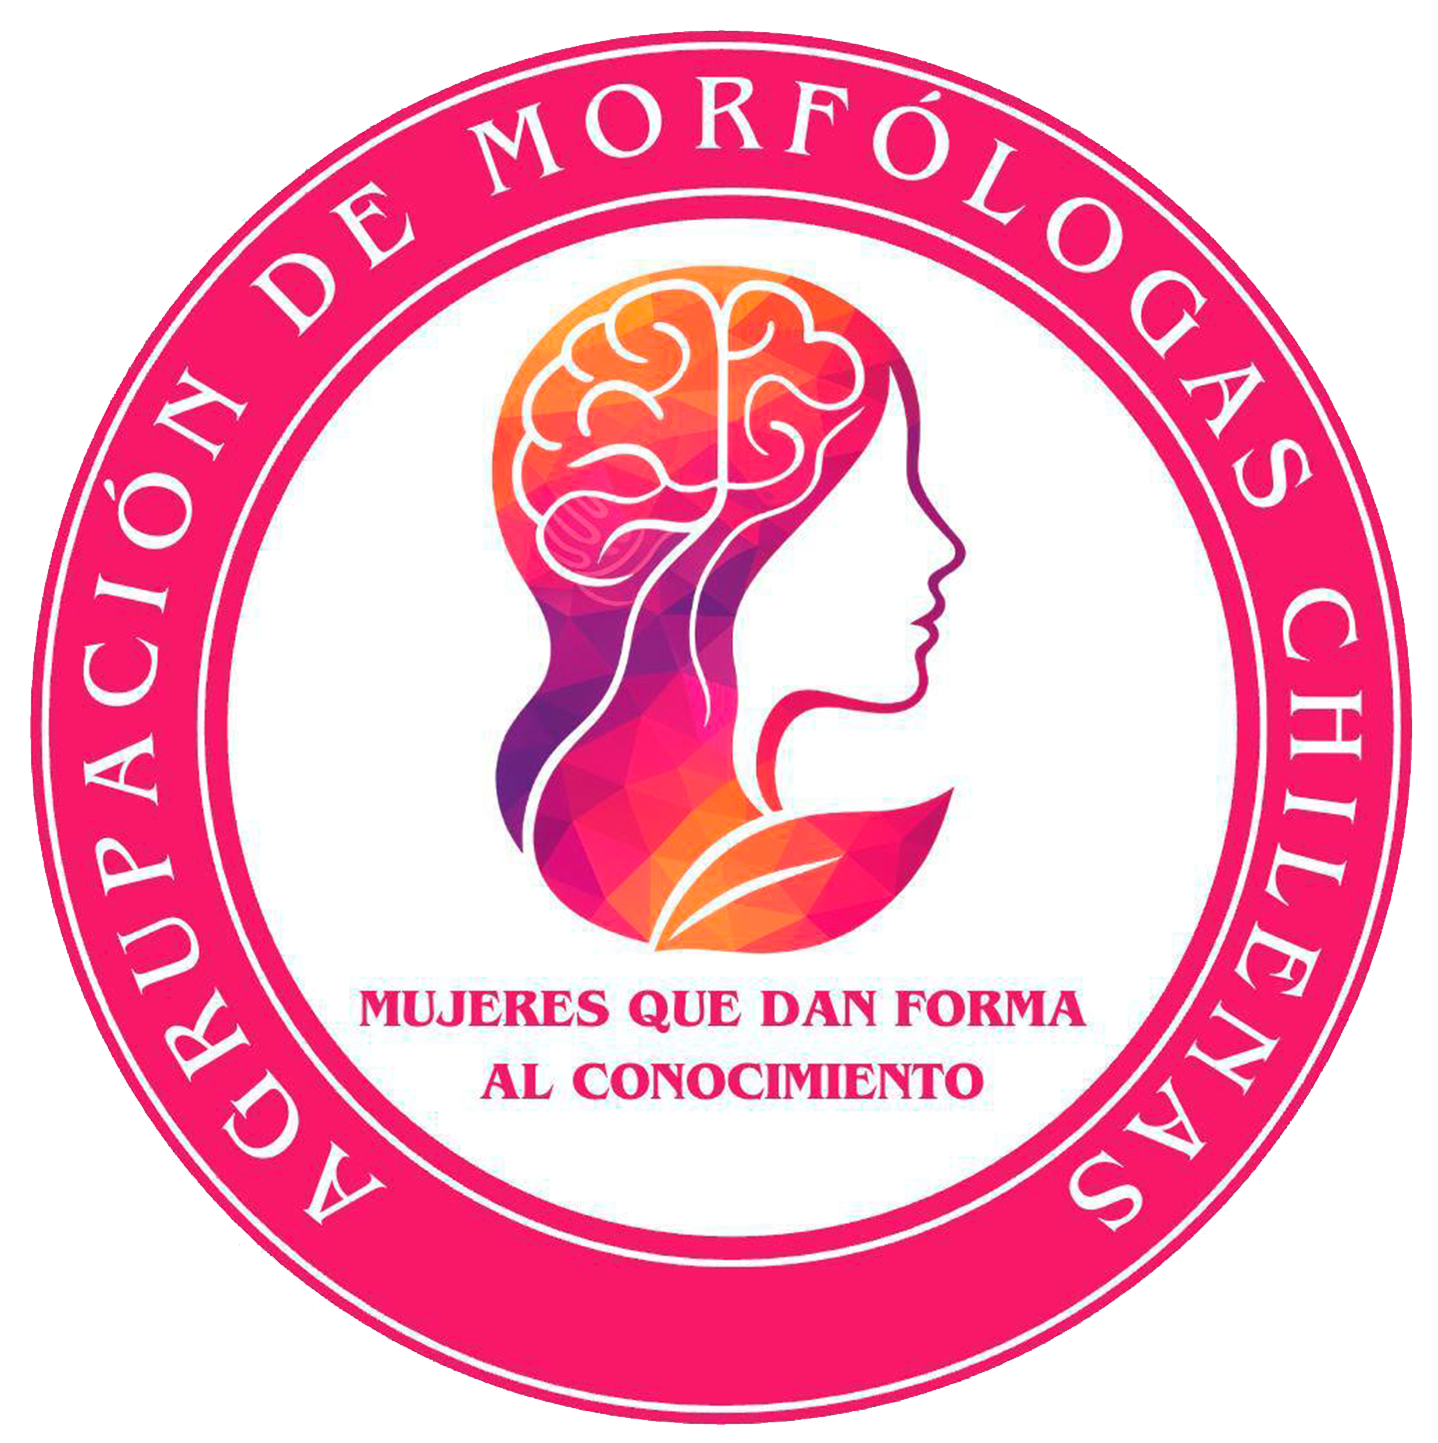 AGRUPACIÓN DE MORFÓLOGAS CHILENAS
MUJERES QUE DAN FORMA
AL CONOCIMIENTO